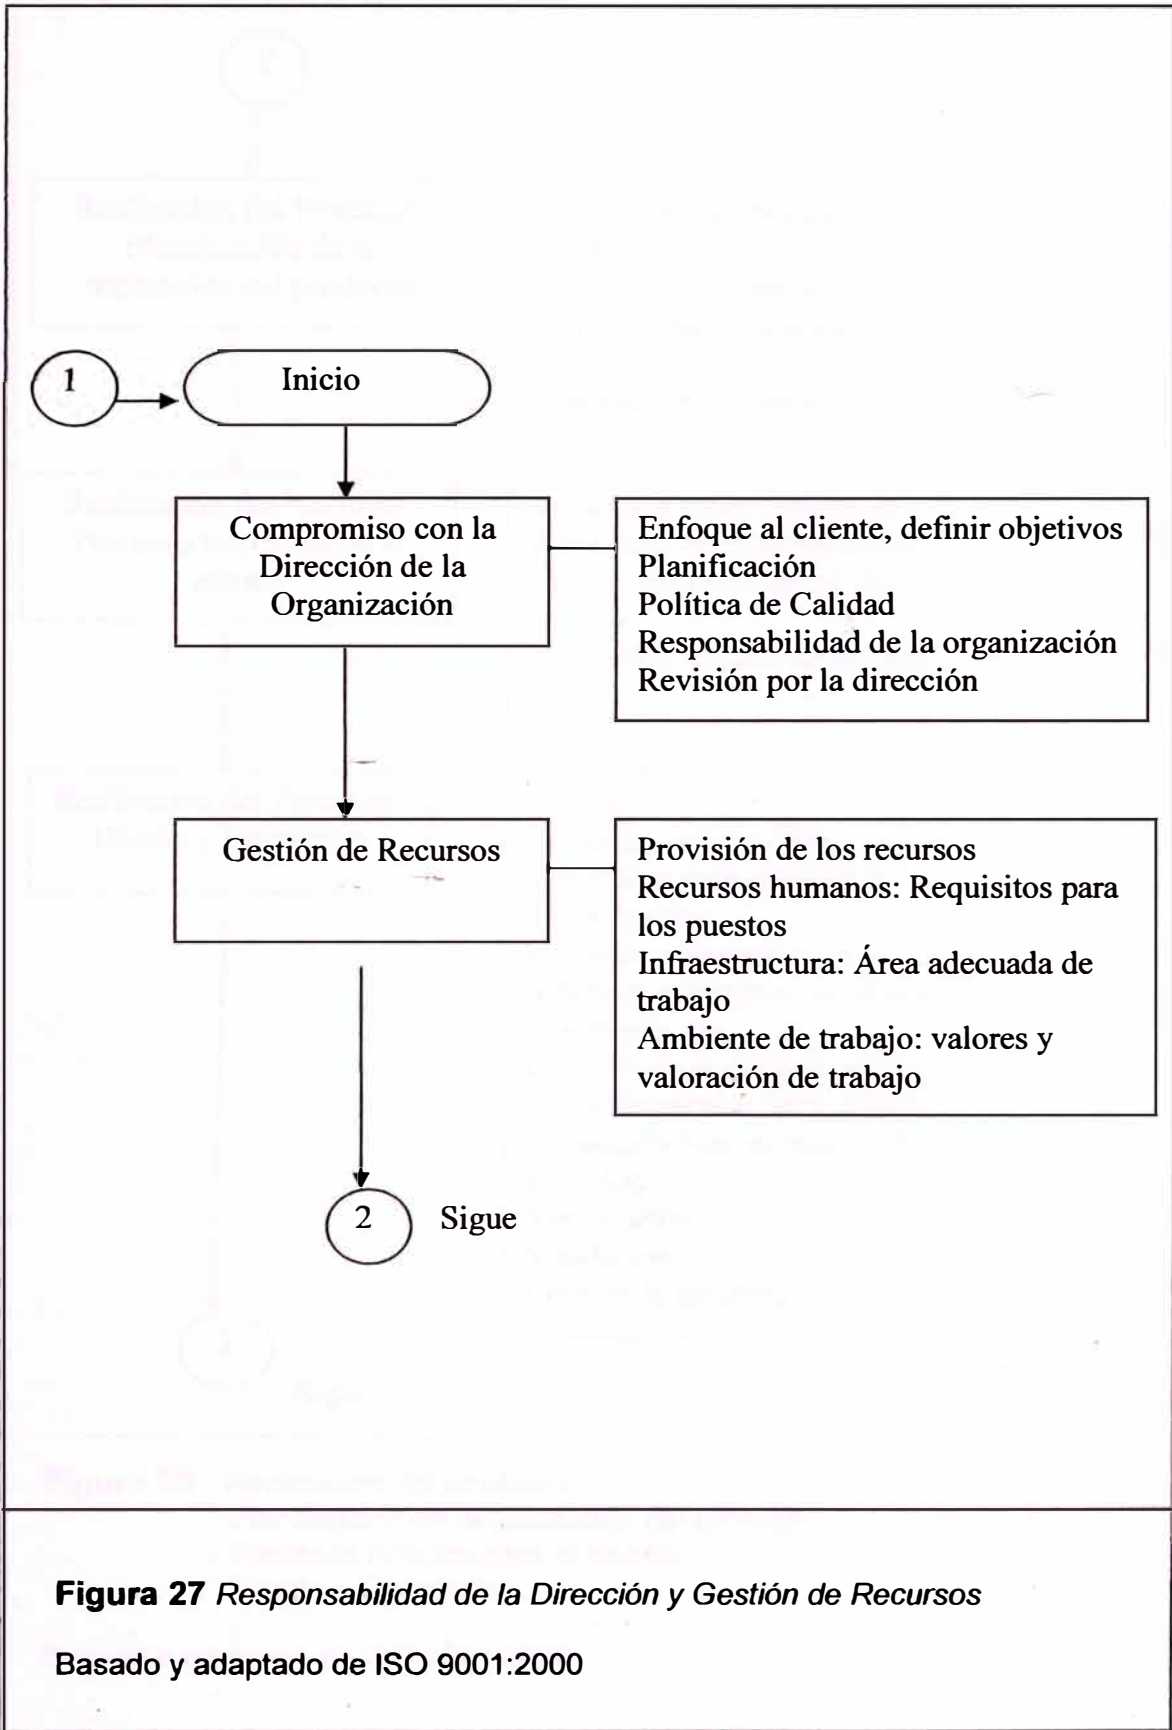 1
Inicio
Compromiso con la
Dirección de la
Organización
Enfoque al cliente, definir objetivos
Planificación
Política de Calidad
Responsabilidad de la organización
Revisión por la dirección
Gestión de Recursos
Provisión de los recursos
Recursos humanos: Requisitos para
los puestos
Infraestructura: Área adecuada de
trabajo
Ambiente de trabajo: valores y
valoración de trabajo
2 Sigue
Figura 27 Responsabilidad de la Dirección y Gestión de Recursos
Basado y adaptado de ISO 9001:2000